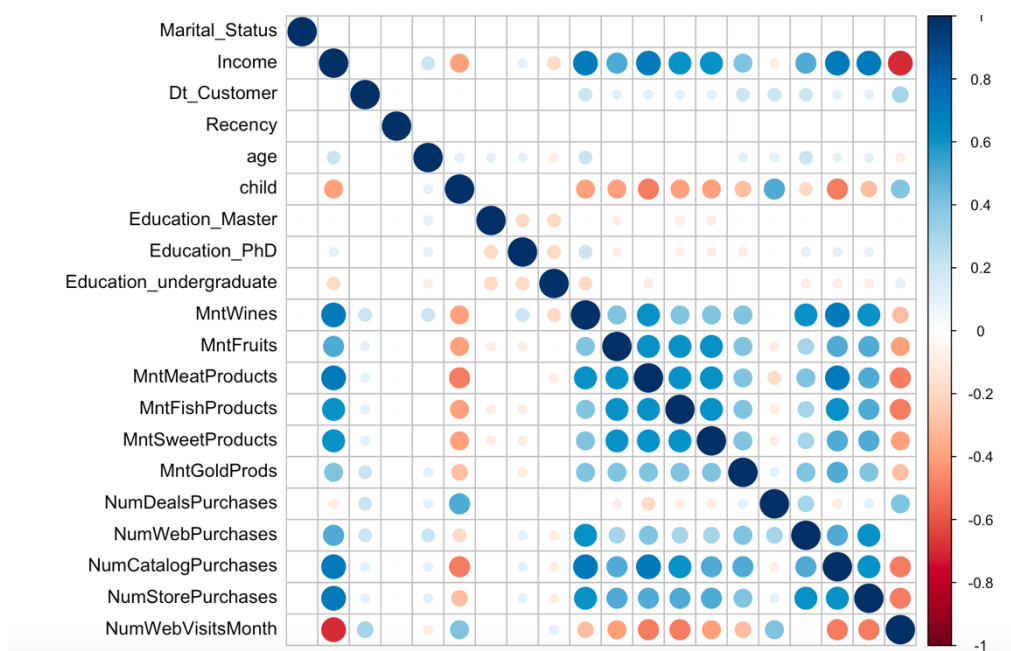 Marital_Status
Income
Dt_Customer
Recency
age
child
Education_Master
Education_PhD
Education_undergraduate
MntWines
MntFruits
MntMeatProducts
MntFishProducts
MntSweetProducts
MntGoldProds
NumDealsPurchases
NumWebPurchases
NumCatalogPurchases
NumStorePurchases
NumWebVisitsMonth
1
0.8
0.6
0.4
0.2
0
-0.2
-0.4
-0.6
-0.8
-1